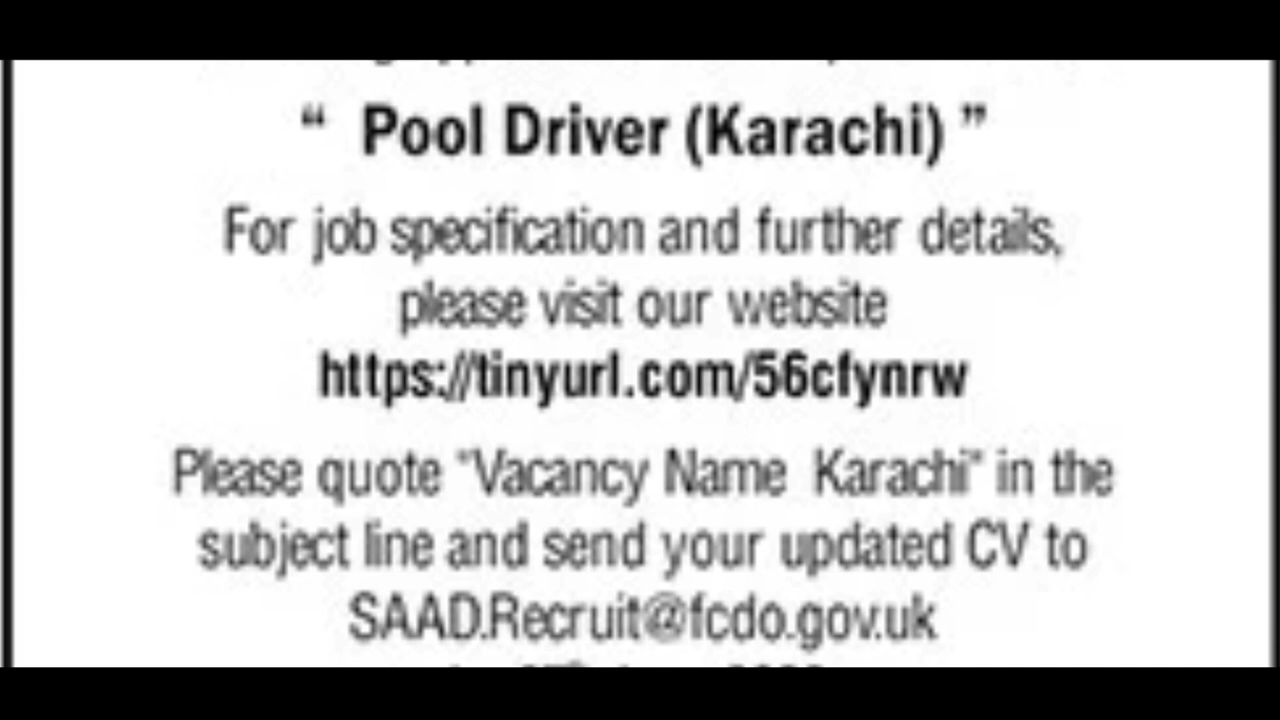 “ Pool Driver (Karachi) ”
For job specification and further details,
please visit our website
https://tinyurl.com/56cfynrw
Please quote "Vacancy Name Karachi" in the
subject line and send your updated CV to
SAAD.Recruit@fcdo.gov.uk